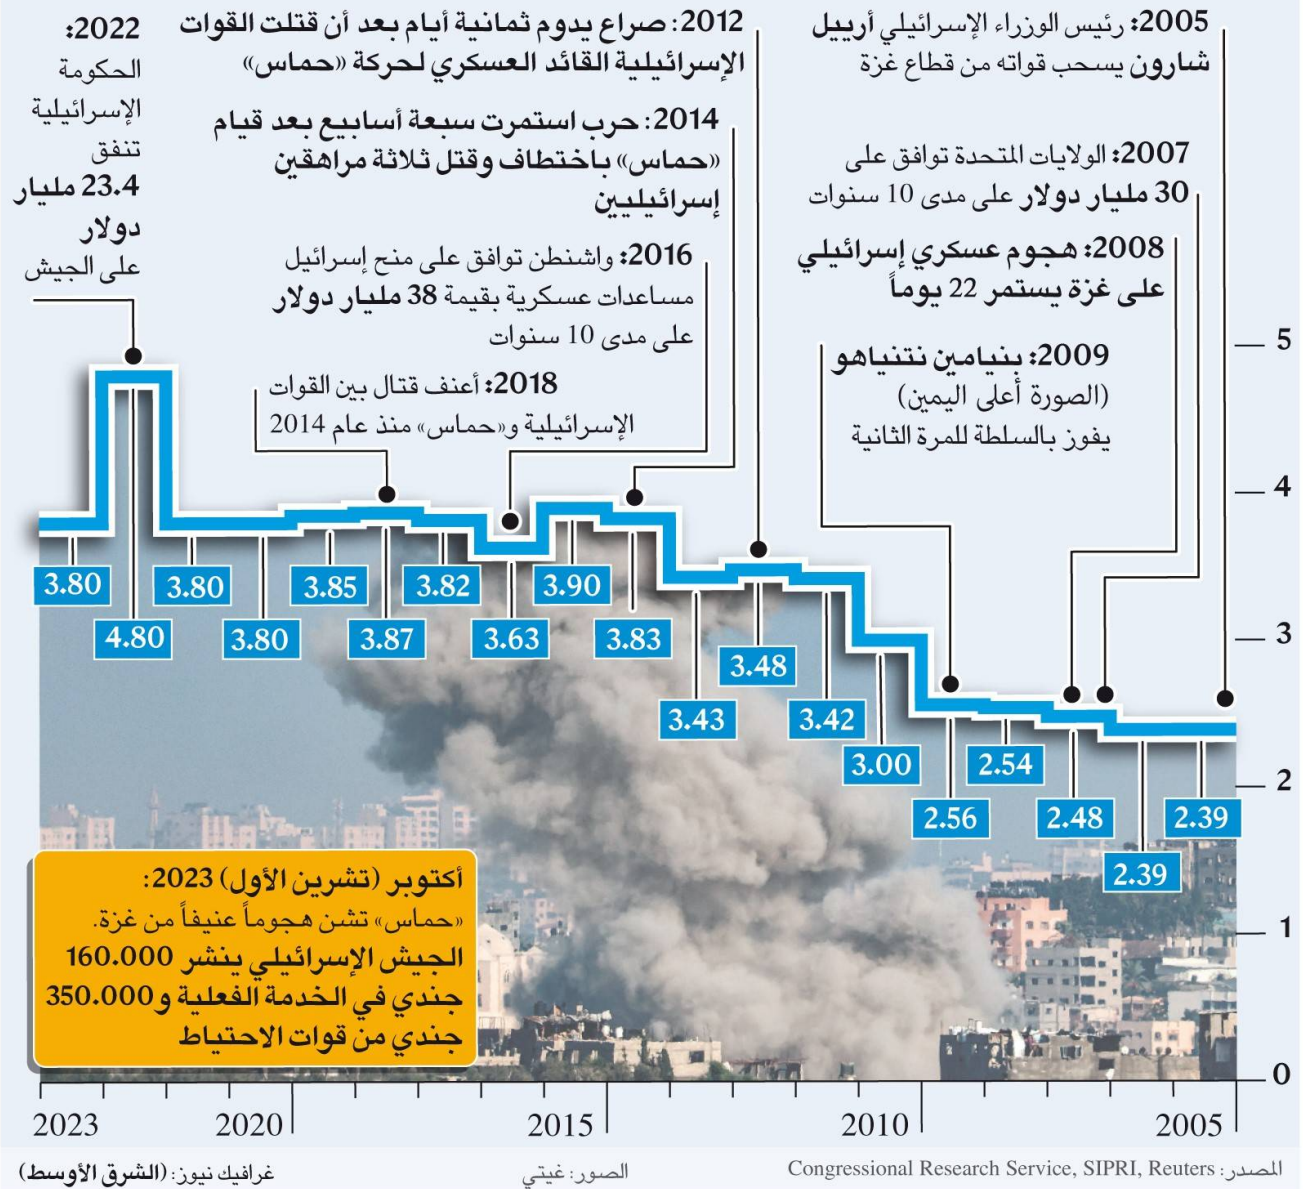 2005: رئيس الوزراء الإسرائيلي أرييل
شارون يسحب قواته من قطاع غزة
2007: الولايات المتحدة توافق على
30 مليار دولار على مدى 10 سنوات
2008: هجوم عسكري إسرائيلي
على غزة يستمر 22 يوماً
2009: بنيامين نتنياهو
(الصورة أعلى اليمين)
يفوز بالسلطة للمرة الثانية
2012: صراع يدوم ثمانية أيام بعد أن قتلت القوات
الإسرائيلية القائد العسكري لحركة «حماس»
2014: حرب استمرت سبعة أسابيع بعد قيام
«حماس» باختطاف وقتل ثلاثة مراهقين
إسرائيليين
2016: واشنطن توافق على منح إسرائيل
مساعدات عسكرية بقيمة 38 مليار دولار
على مدى 10 سنوات
2018: أعنف قتال بين القوات
الإسرائيلية و«حماس» منذ عام 2014
2022:
الحكومة
الإسرائيلية
تنفق
23.4 مليار
دولار
على الجيش
5
4
3
2
1
0
2.39
2.39
2.48
2.54
2.56
3.00
3.42
3.48
3.43
3.83
3.90
3.63
3.82
3.87
3.85
3.80
3.80
4.80
3.80
أكتوبر (تشرين الأول) 2023:
«حماس» تشن هجوماً عنيفاً من غزة.
الجيش الإسرائيلي ينشر 160.000
جندي في الخدمة الفعلية و350.000
جندي من قوات الاحتياط
2005
2010
2015
2020
2023
المصدر: Congressional Research Service, SIPRI, Reuters
الصور: غيتي
غرافيك نيوز: (الشرق الأوسط)